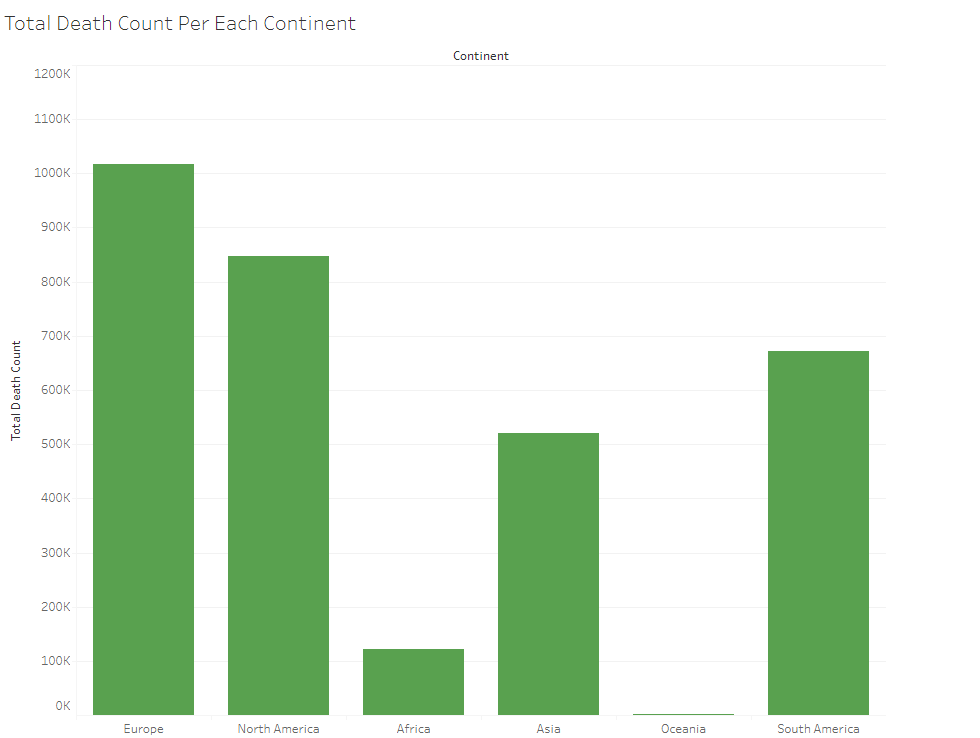 Total Death Count Per Each Continent
Continent
1200K
1100K
1000K
900K
800K
700K
600K
500K
400K
300K
200K
100K
0K
Total Death Count
Europe North America Africa Asia Oceania South America